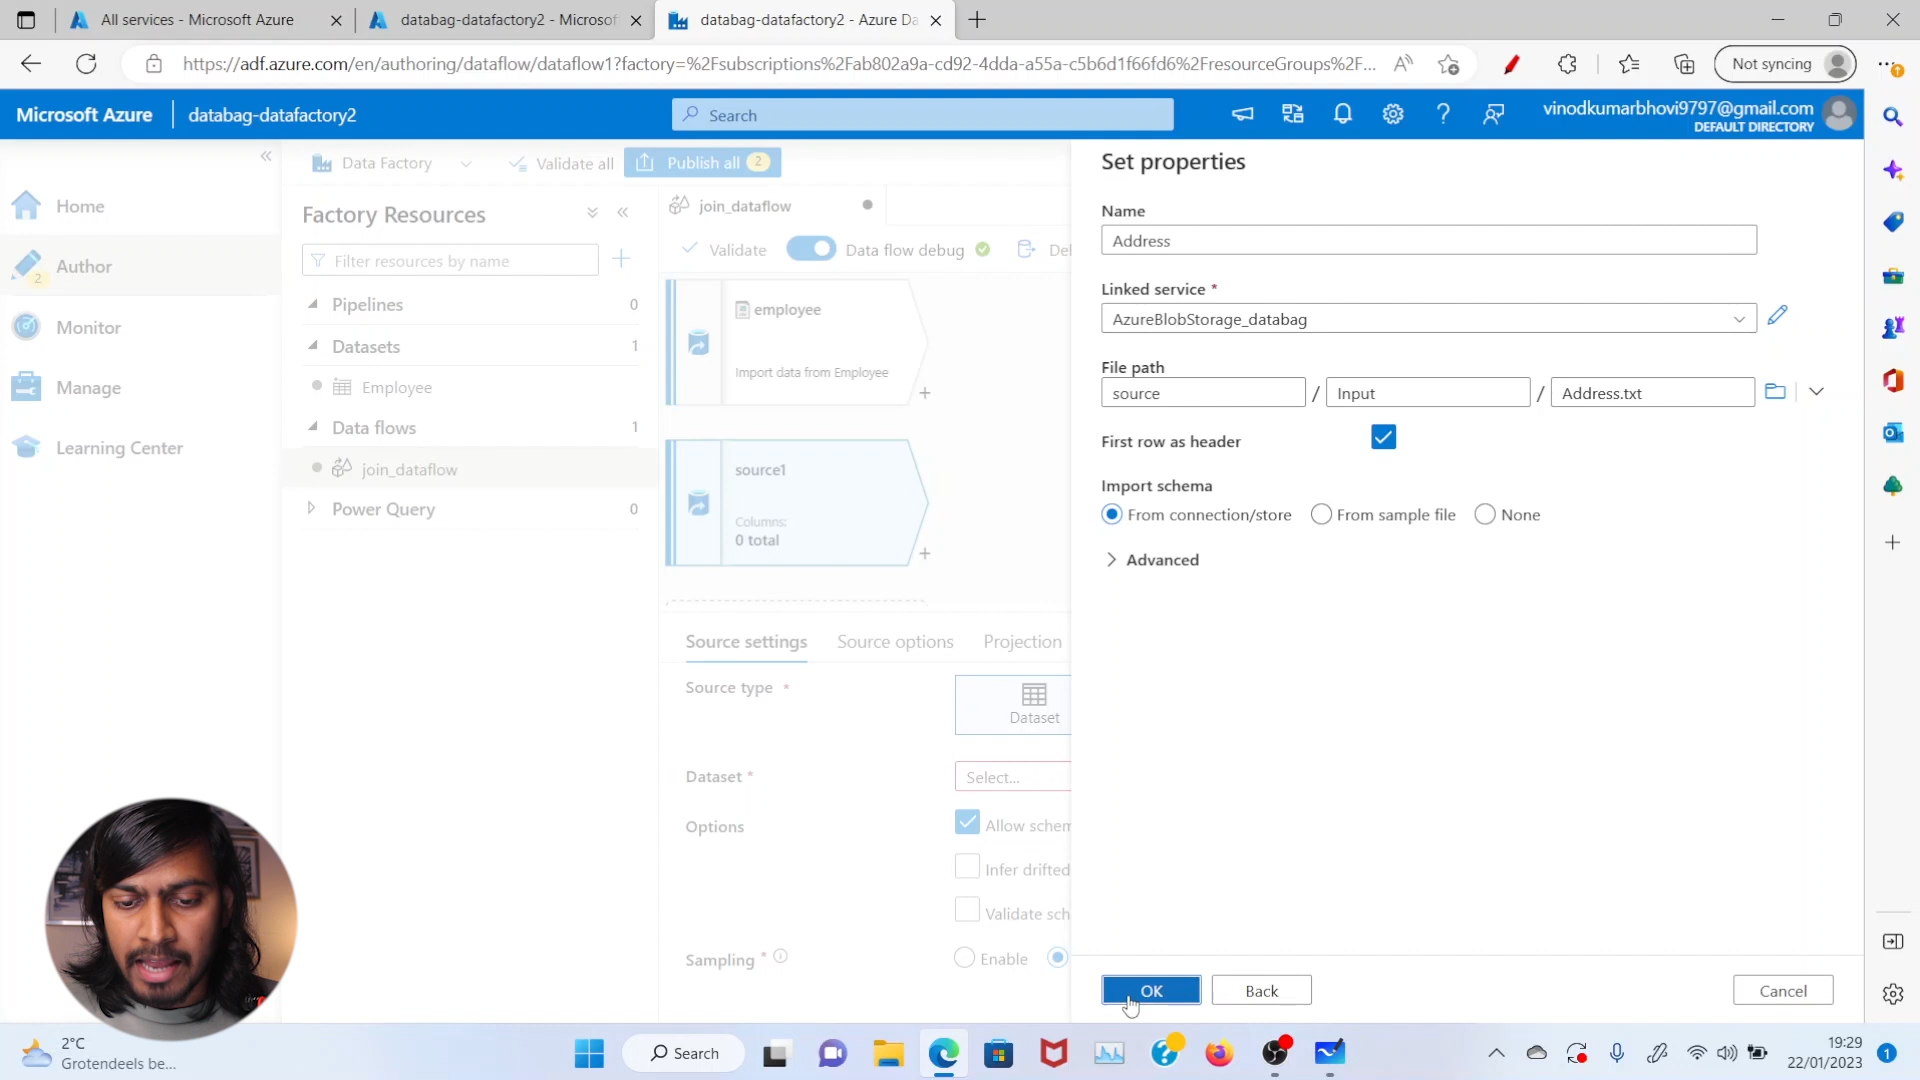 All services - Microsoft Azure
databag-datafactory2 - Microsof
databag-datafactory2 - Azure Da
https://adf.azure.com/en/authoring/dataflow/dataflow1?factory=%2Fsubscriptions%2Fab802a9a-cd92-4dda-a55a-c5b6d1f66fd6%2FresourceGroups%2F...
Not syncing
Microsoft Azure
databag-datafactory2
Search
vinodkumarbhovi9797@gmail.com
DEFAULT DIRECTORY
Home
Author
2
Monitor
Manage
Learning Center
Data Factory
Validate all
Publish all 2
Factory Resources
Filter resources by name
Pipelines 0
Datasets 1
Employee
Data flows 1
join_dataflow
Power Query 0
join_dataflow
Validate
Data flow debug
Del
employee
Import data from Employee
+
source1
Columns:
0 total
+
Source settings
Source options
Projection
Source type *
Dataset
Dataset *
Select...
Options
Allow schem
Infer drifted
Validate sch
Sampling *
Enable
Set properties
Name
Address
Linked service *
AzureBlobStorage_databag
File path
source / Input / Address.txt
First row as header
Import schema
From connection/store
From sample file
None
Advanced
OK
Back
Cancel
2°C
Grotendeels be...
Search
19:29
22/01/2023
1